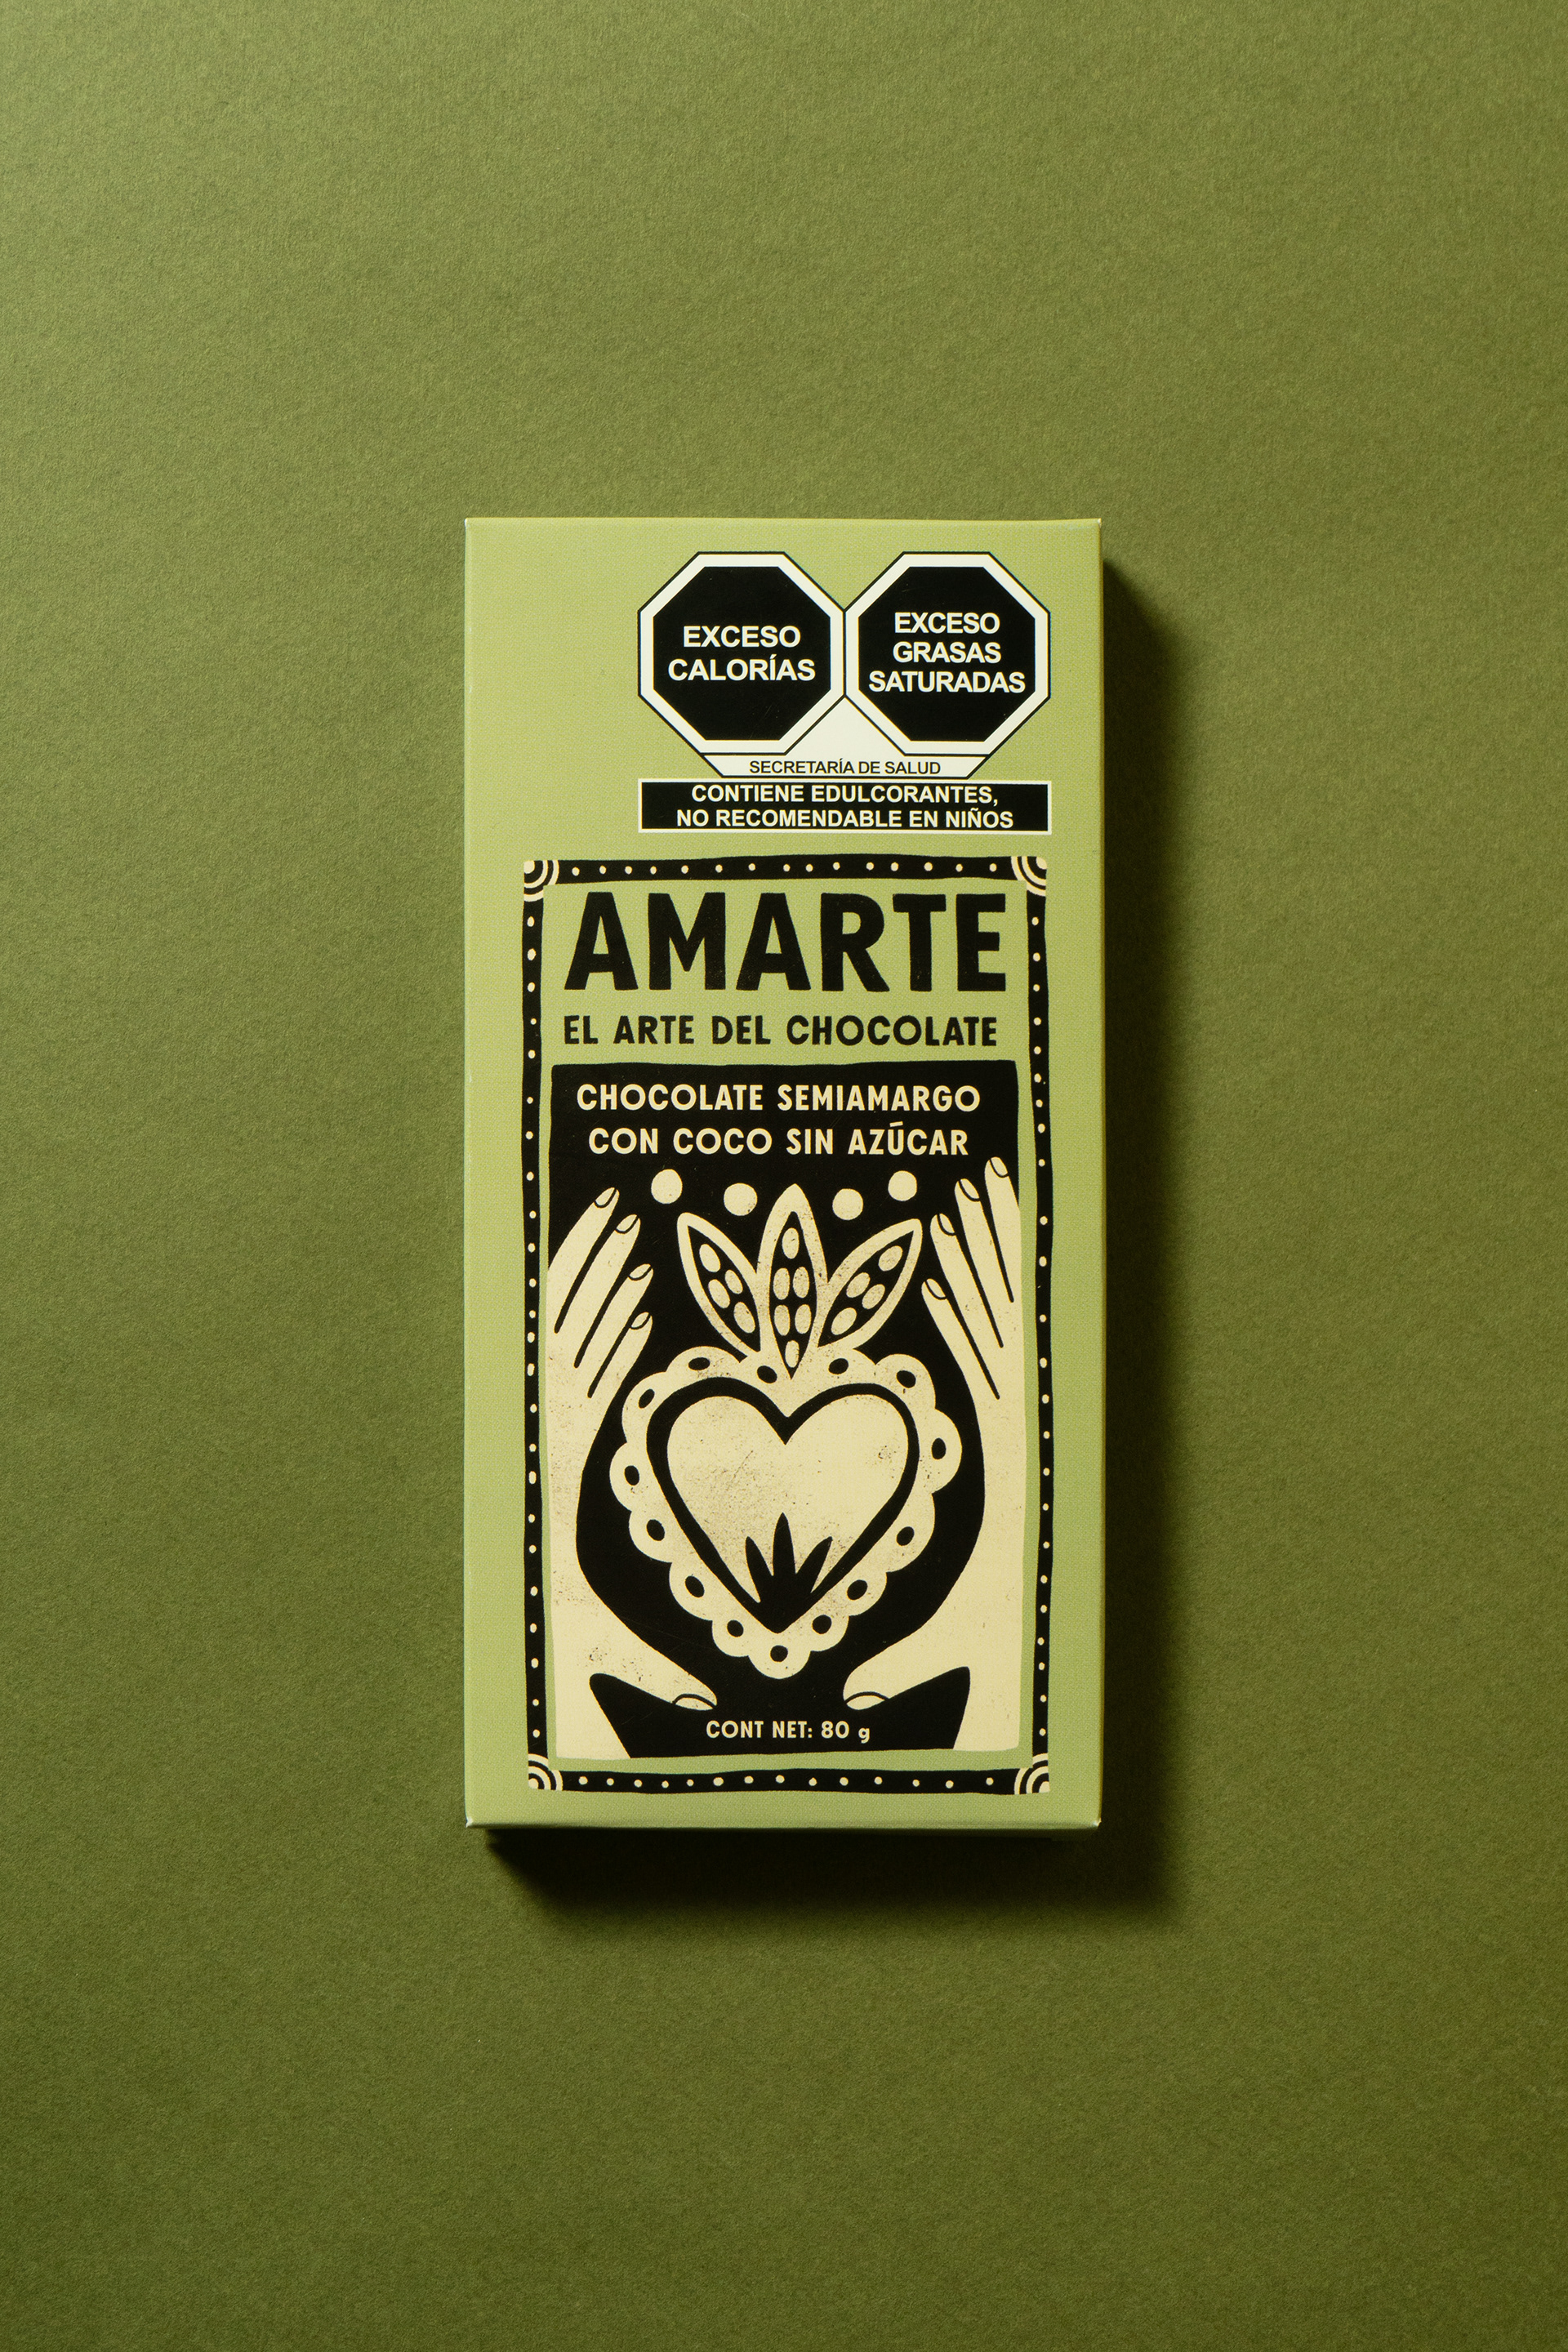 EXCESO
CALORÍAS
EXCESO
GRASAS
SATURADAS
SECRETARÍA DE SALUD
CONTIENE EDULCORANTES,
NO RECOMENDABLE EN NIÑOS
AMARTE
EL ARTE DEL CHOCOLATE
CHOCOLATE SEMIAMARGO
CON COCO SIN AZÚCAR
CONT NET: 80 g